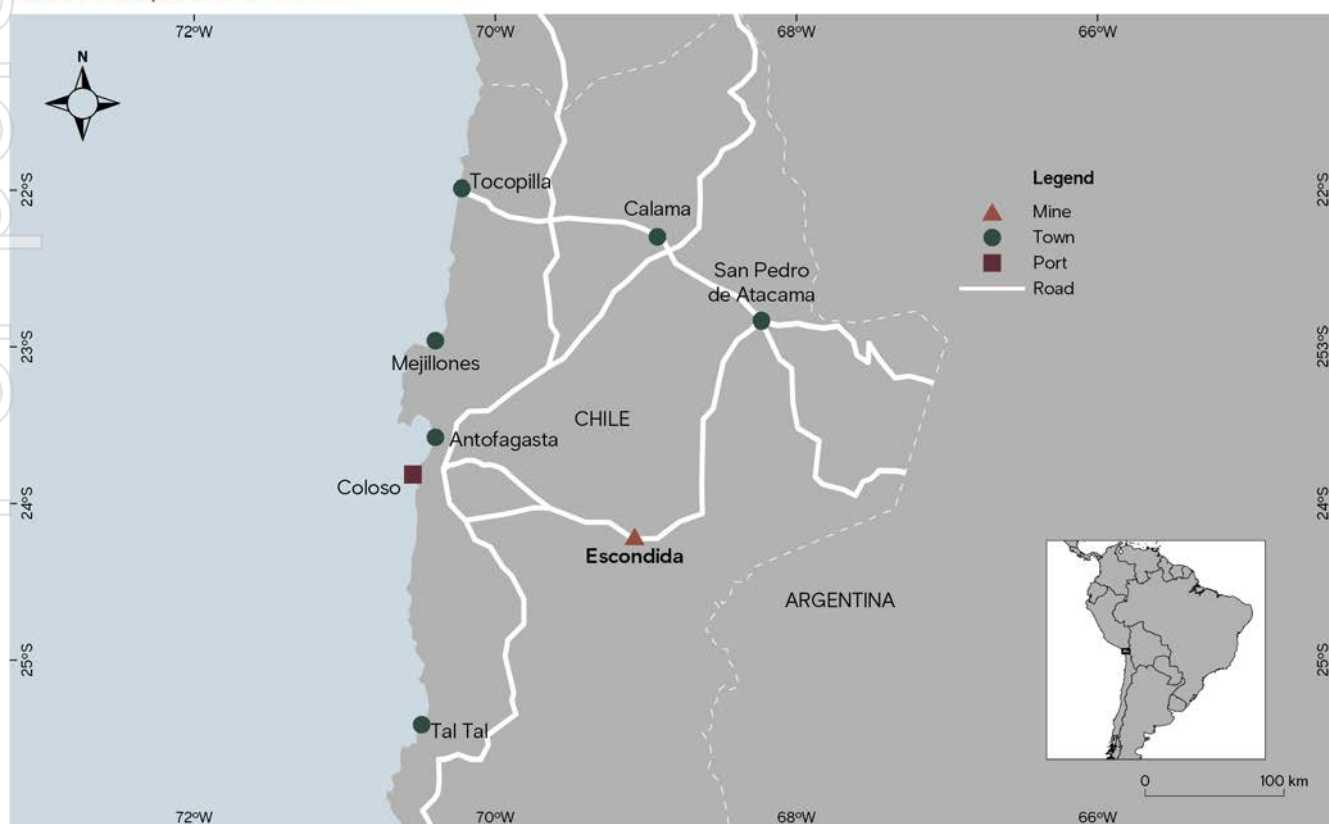 72°W 70°W 68°W 66°W
N
22°S
22°S
Tocopilla
Calama
San Pedro
de Atacama
Legend
Mine
Town
Port
Road
23°S
253°S
Mejillones
CHILE
Antofagasta
Coloso
24°S
24°S
Escondida
ARGENTINA
25°S
25°S
Tal Tal
0 100 km
72°W 70°W 68°W 66°W